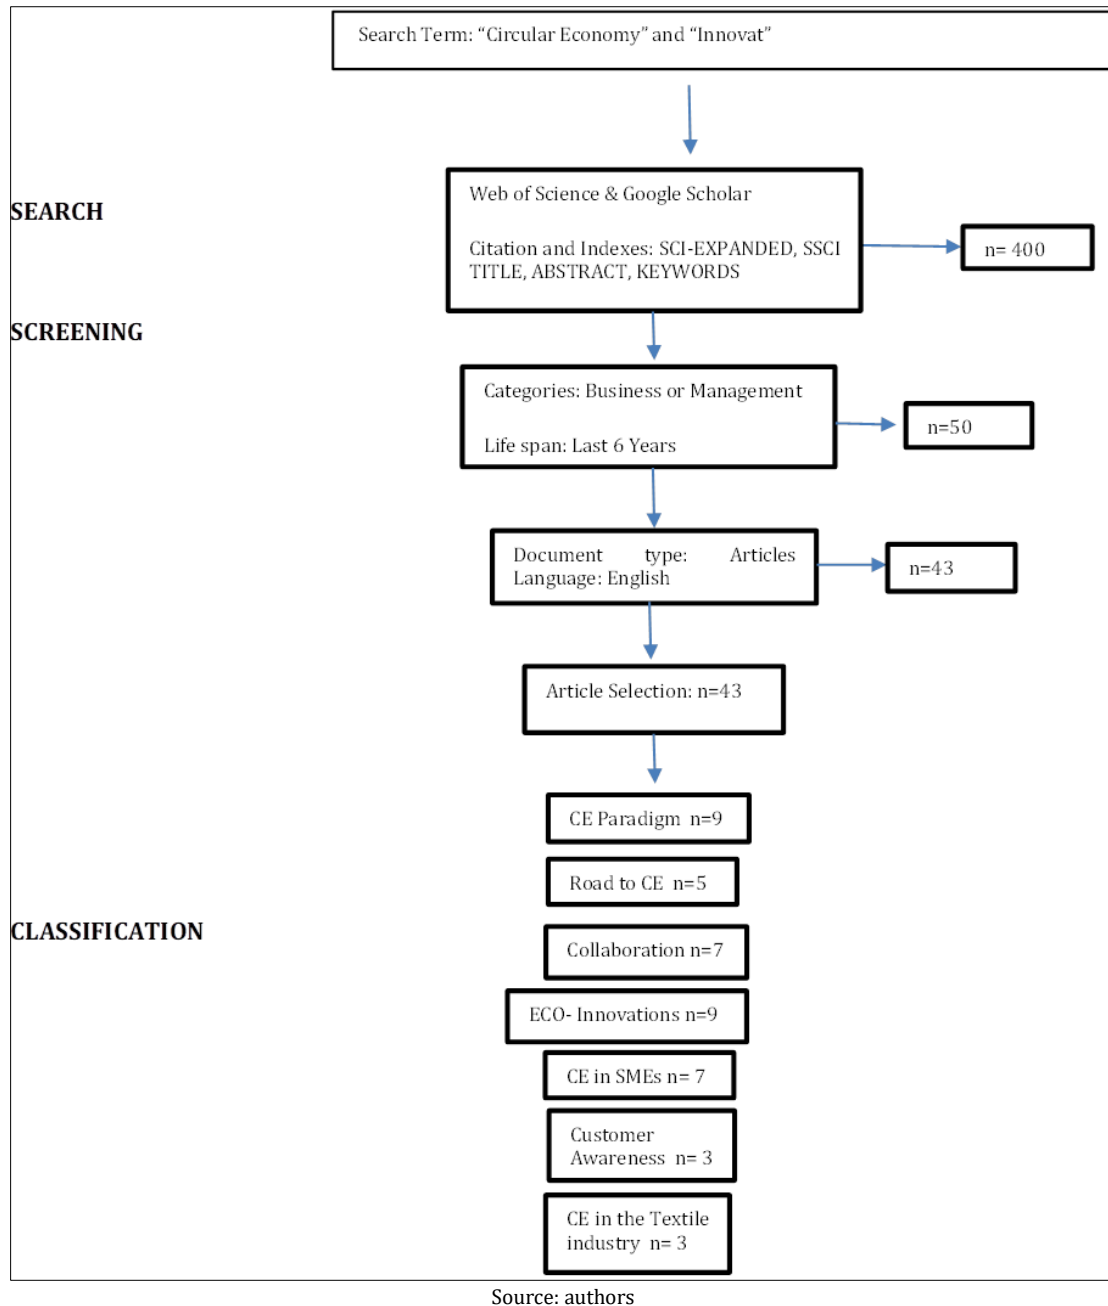 Search Term: “Circular Economy” and “Innovat”
Web of Science & Google Scholar
SEARCH
Citation and Indexes: SCI-EXPANDED, SSCI
TITLE, ABSTRACT, KEYWORDS
n= 400
SCREENING
Categories: Business or Management
Life span: Last 6 Years
n=50
Document type: Articles
Language: English
n=43
Article Selection: n=43
CE Paradigm n=9
Road to CE n=5
CLASSIFICATION
Collaboration n=7
ECO- Innovations n=9
CE in SMEs n= 7
Customer
Awareness n= 3
CE in the Textile
industry n= 3
Source: authors